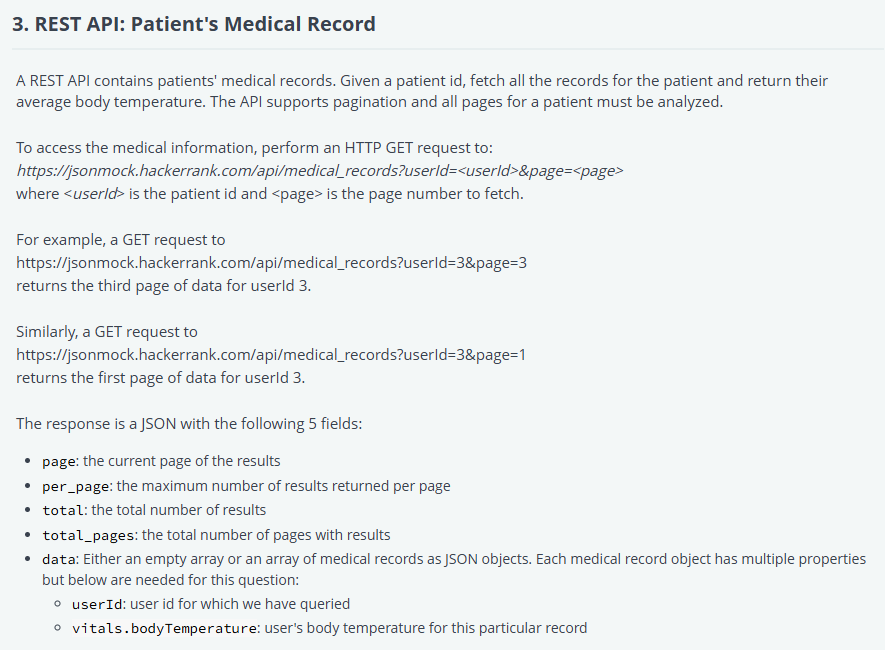 3. REST API: Patient's Medical Record
A REST API contains patients' medical records. Given a patient id, fetch all the records for the patient and return their
average body temperature. The API supports pagination and all pages for a patient must be analyzed.
To access the medical information, perform an HTTP GET request to:
https://jsonmock.hackerrank.com/api/medical_records?userId=<userId>&page=<page>
where <userId> is the patient id and <page> is the page number to fetch.
For example, a GET request to
https://jsonmock.hackerrank.com/api/medical_records?userId=3&page=3
returns the third page of data for userId 3.
Similarly, a GET request to
https://jsonmock.hackerrank.com/api/medical_records?userId=3&page=1
returns the first page of data for userId 3.
The response is a JSON with the following 5 fields:
• page: the current page of the results
• per_page: the maximum number of results returned per page
• total: the total number of results
• total_pages: the total number of pages with results
• data: Either an empty array or an array of medical records as JSON objects. Each medical record object has multiple properties
but below are needed for this question:
◦ userId: user id for which we have queried
◦ vitals.bodyTemperature: user's body temperature for this particular record